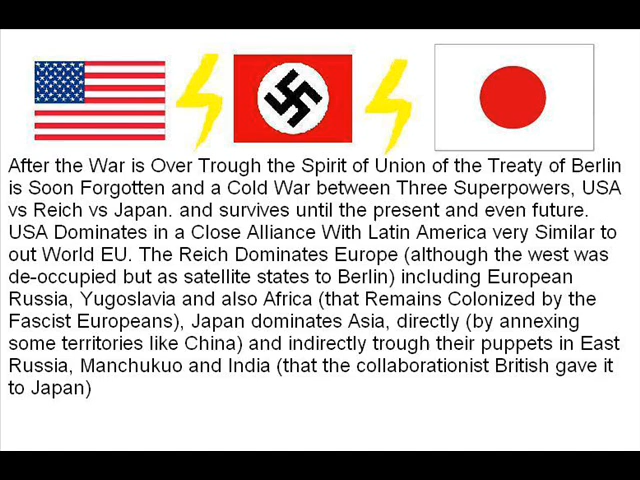 After the War is Over Trough the Spirit of Union of the Treaty of Berlin
is Soon Forgotten and a Cold War between Three Superpowers, USA
vs Reich vs Japan. and survives until the present and even future.
USA Dominates in a Close Alliance With Latin America very Similar to
out World EU. The Reich Dominates Europe (although the west was
de-occupied but as satellite states to Berlin) including European
Russia, Yugoslavia and also Africa (that Remains Colonized by the
Fascist Europeans), Japan dominates Asia, directly (by annexing
some territories like China) and indirectly trough their puppets in East
Russia, Manchukuo and India (that the collaborationist British gave it
to Japan)